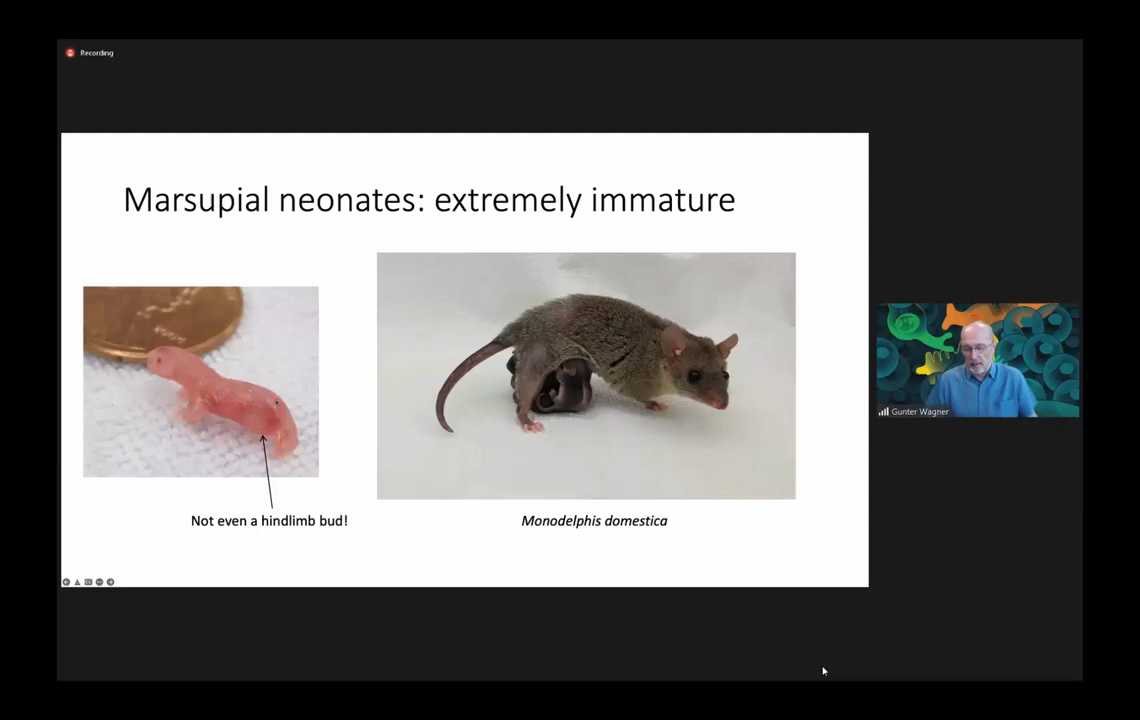 Recording
Marsupial neonates: extremely immature
Not even a hindlimb bud!
Monodelphis domestica
Gunter Wagner